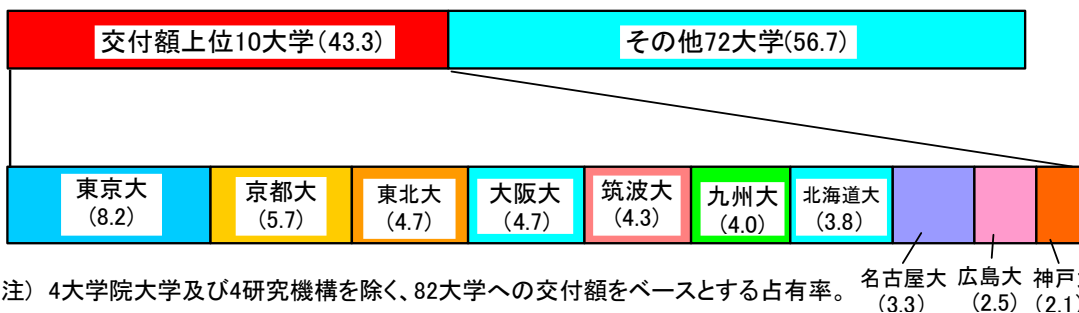 交付額上位10大学(43.3)
その他72大学(56.7)
東京大
(8.2)
京都大
(5.7)
東北大
(4.7)
大阪大
(4.7)
筑波大
(4.3)
九州大
(4.0)
北海道大
(3.8)
名古屋大
(3.3)
広島大
(2.5)
神戸
(2.1)
注) 4大学院大学及び4研究機構を除く、82大学への交付額をベースとする占有率。